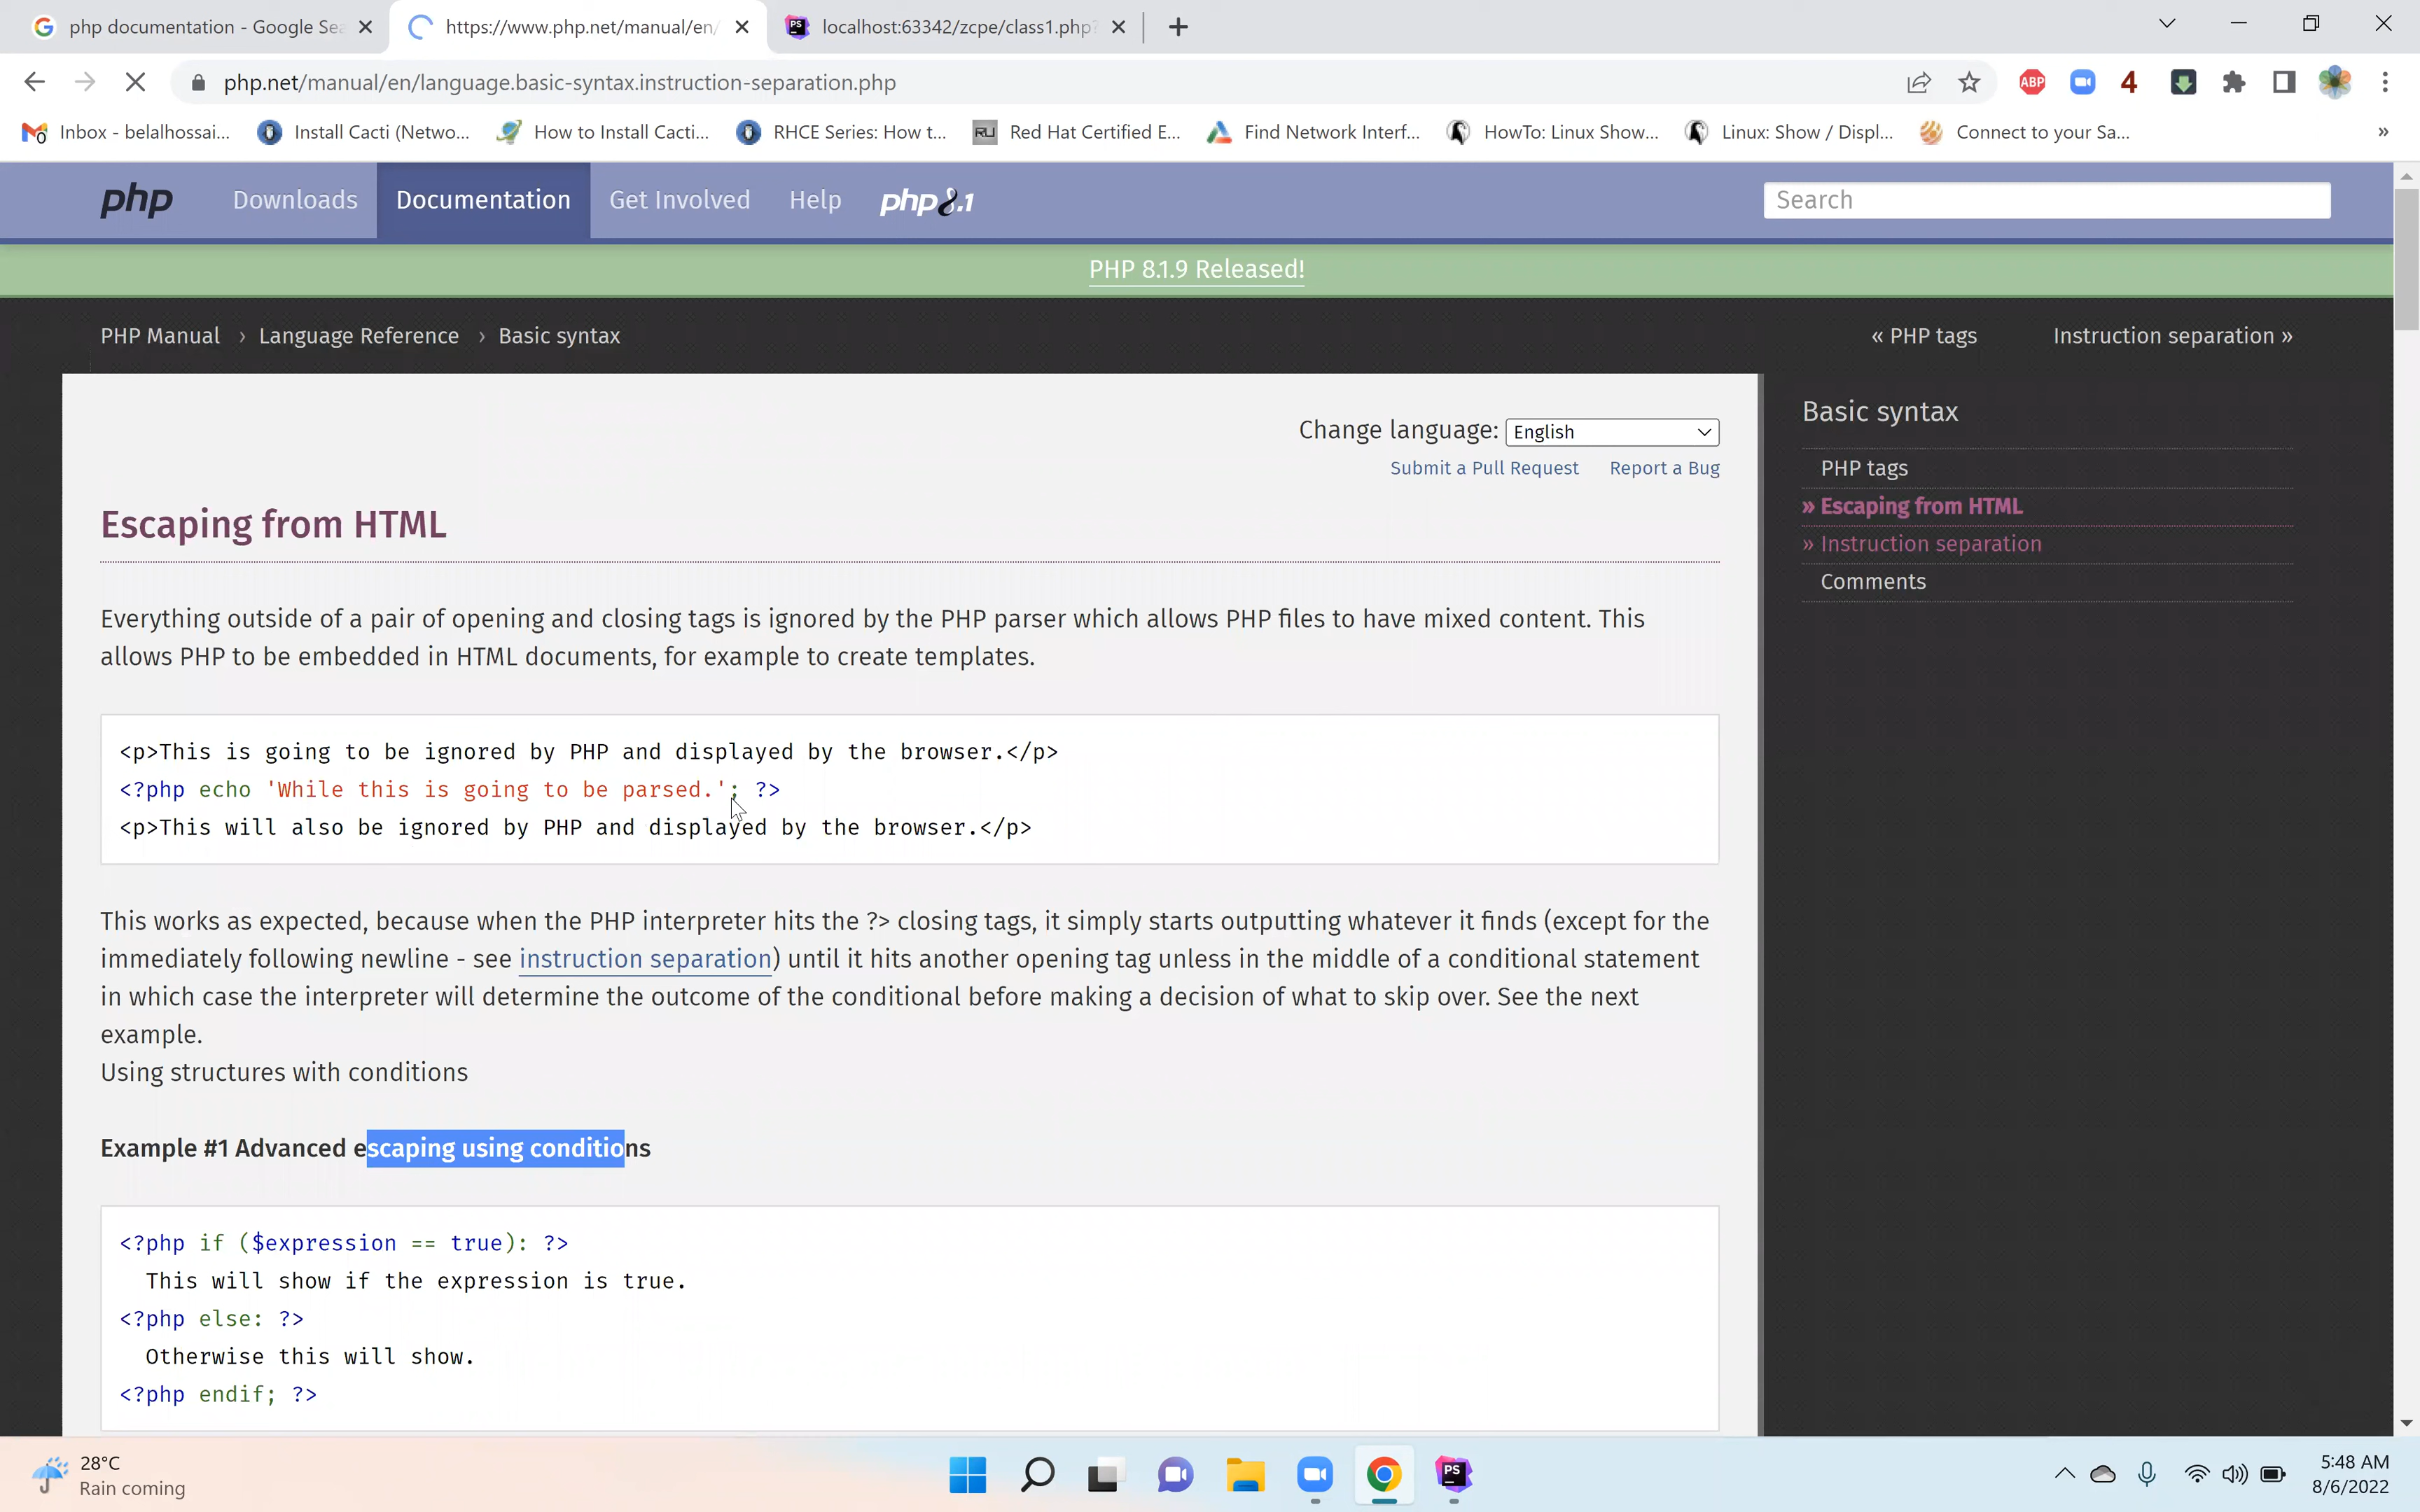 php documentation - Google Sea
https://www.php.net/manual/en/
localhost:63342/zcpe/class1.php?
php.net/manual/en/language.basic-syntax.instruction-separation.php
ABP
4
Inbox - belalhossai...
Install Cacti (Netwo...
How to Install Cacti...
RHCE Series: How t...
Red Hat Certified E...
Find Network Interf...
HowTo: Linux Show...
Linux: Show / Displ...
Connect to your Sa...
»
php
Downloads
Documentation
Get Involved
Help
php8.1
Search
PHP 8.1.9 Released!
PHP Manual › Language Reference › Basic syntax
« PHP tags
Instruction separation »
Change language: English
Submit a Pull Request Report a Bug
Escaping from HTML
Everything outside of a pair of opening and closing tags is ignored by the PHP parser which allows PHP files to have mixed content. This
allows PHP to be embedded in HTML documents, for example to create templates.
<p>This is going to be ignored by PHP and displayed by the browser.</p>
<?php echo 'While this is going to be parsed.'; ?>
<p>This will also be ignored by PHP and displayed by the browser.</p>
This works as expected, because when the PHP interpreter hits the ?> closing tags, it simply starts outputting whatever it finds (except for the
immediately following newline - see instruction separation) until it hits another opening tag unless in the middle of a conditional statement
in which case the interpreter will determine the outcome of the conditional before making a decision of what to skip over. See the next
example.
Using structures with conditions
Example #1 Advanced escaping using conditions
<?php if ($expression == true): ?>
This will show if the expression is true.
<?php else: ?>
Otherwise this will show.
<?php endif; ?>
Basic syntax
PHP tags
» Escaping from HTML
» Instruction separation
Comments
28°C
Rain coming
PS
5:48 AM
8/6/2022